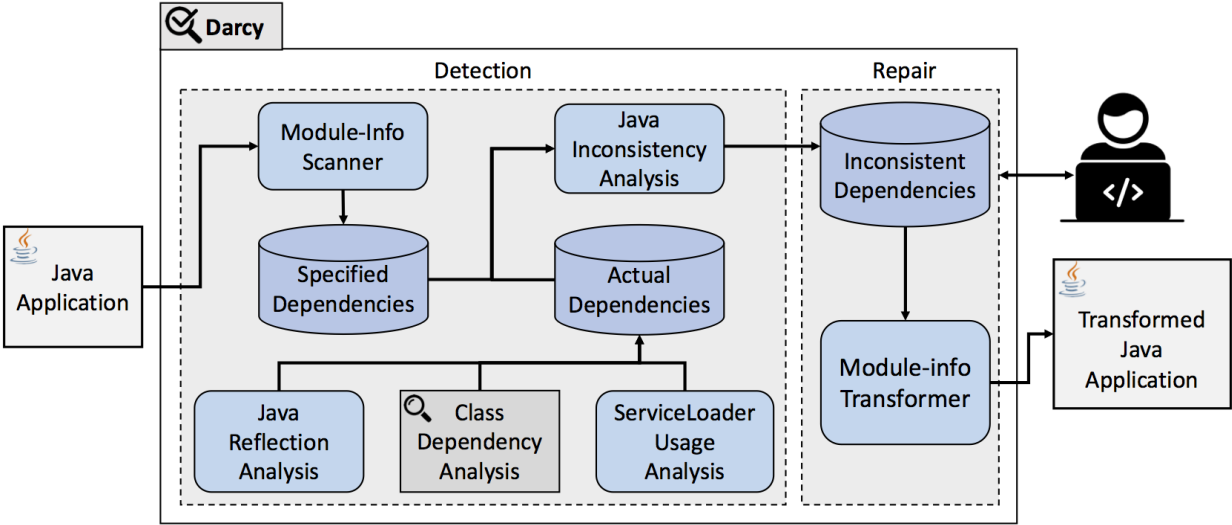 Darcy
Detection
Repair
Module-Info
Scanner
Java
Inconsistency
Analysis
Inconsistent
Dependencies
</>
Java
Application
Specified
Dependencies
Actual
Dependencies
Transformed
Java
Application
Module-info
Transformer
Java
Reflection
Analysis
Class
Dependency
Analysis
ServiceLoader
Usage
Analysis